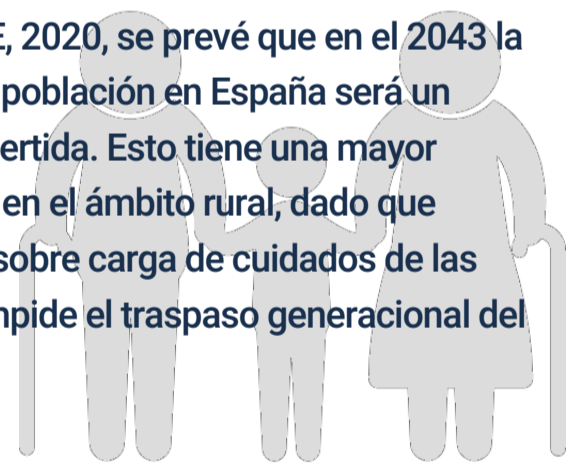 , 2020, se prevé que en el 2043 la
población en España será un
ertida. Esto tiene una mayor
en el ámbito rural, dado que
sobre carga de cuidados de las
mpide el traspaso generacional del